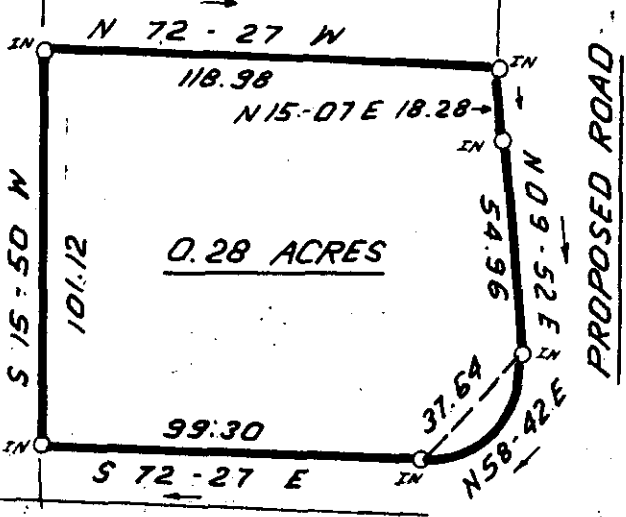 IN
N 72-27 W
IN
118.98
N 15-07 E 18.28
IN
S 15-50 W
101.12
0.28 ACRES
54.96
N 09-52 E
PROPOSED ROAD
IN
37.64
N 58-42 E
99.30
IN
S 72-27 E
IN